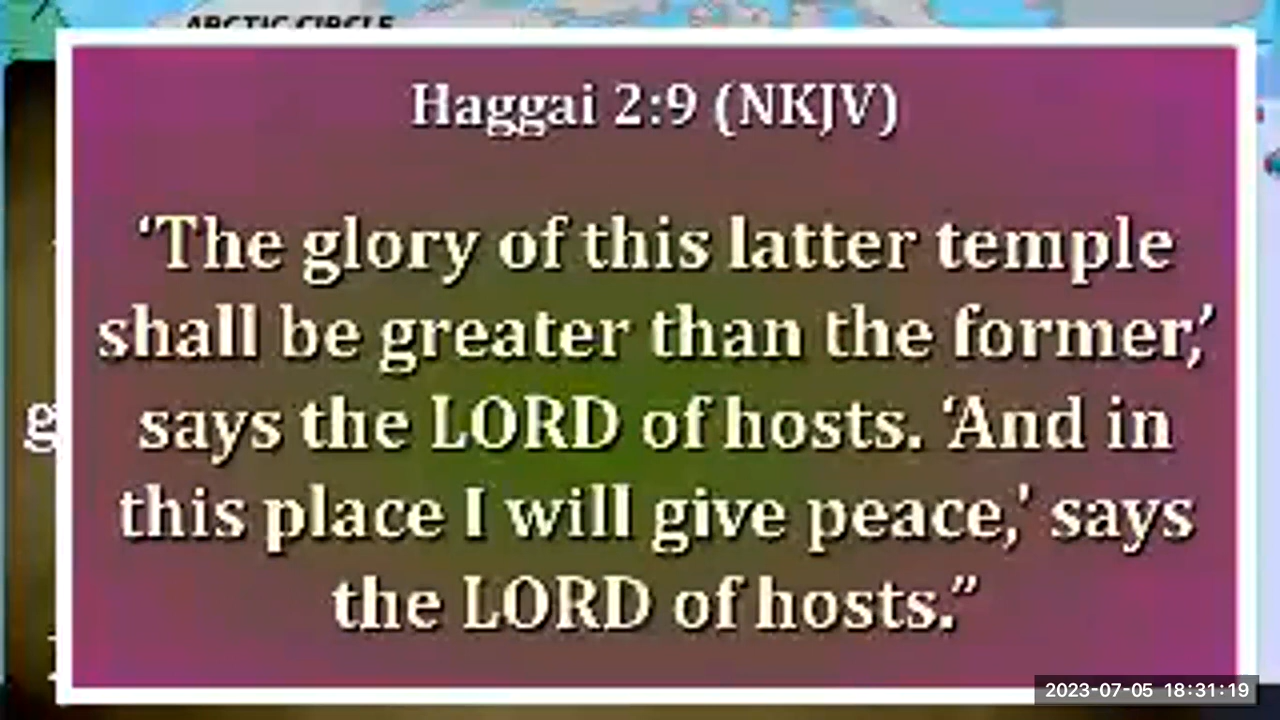 ARCTIC CIRCLE
Haggai 2:9 (NKJV)
‘The glory of this latter temple
shall be greater than the former,’
says the LORD of hosts. ‘And in
g
this place I will give peace,’ says
the LORD of hosts.”
2023-07-05 18:31:19